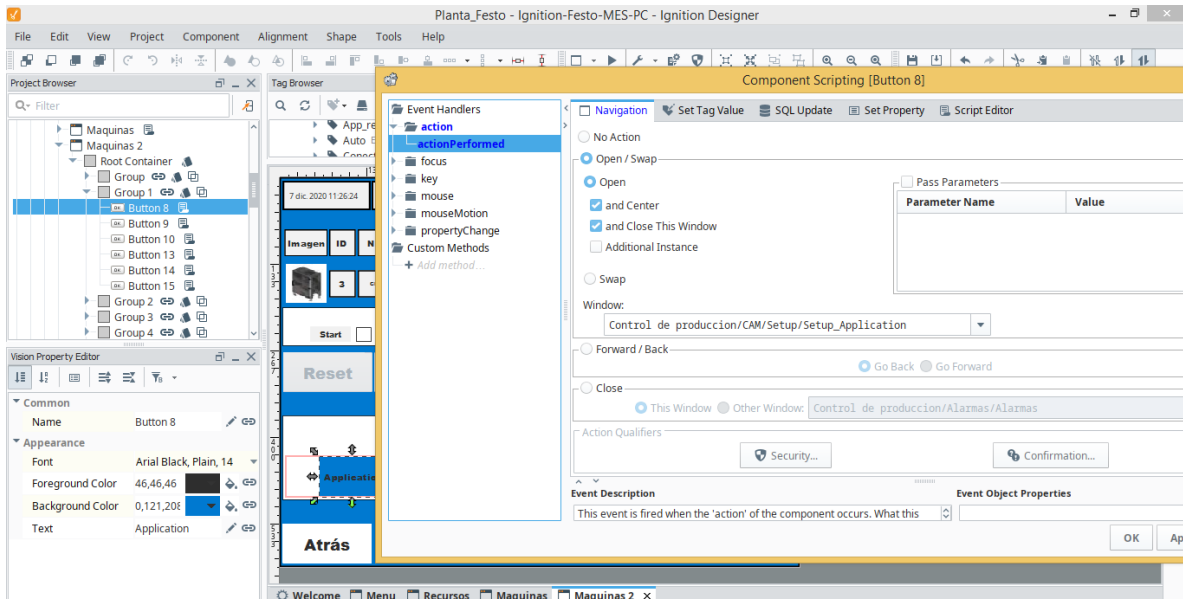 Planta_Festo - Ignition-Festo-MES-PC - Ignition Designer
File Edit View Project Component Alignment Shape Tools Help
Project Browser
Filter
Maquinas
Maquinas 2
Root Container
Group
Group 1
Button 8
Button 9
Button 10
Button 13
Button 14
Button 15
Group 2
Group 3
Group 4
Vision Property Editor
Common
Name Button 8
Appearance
Font Arial Black, Plain, 14
Foreground Color 46,46,46
Background Color 0,121,208
Text Application
Tag Browser
App_re
Auto
7 dic. 2020 11:26:24
Imagen ID N
3
Start
Reset
Applicatio
Atrás
Welcome Menu Recursos Maquinas Maquinas 2
Component Scripting [Button 8]
Event Handlers
action
actionPerformed
focus
key
mouse
mouseMotion
propertyChange
Custom Methods
Add method...
Navigation Set Tag Value SQL Update Set Property Script Editor
No Action
Open / Swap
Open
and Center
and Close This Window
Additional Instance
Swap
Pass Parameters
Parameter Name Value
Window:
Control de produccion/CAM/Setup/Setup_Application
Forward / Back
Go Back Go Forward
Close
This Window Other Window: Control de produccion/Alarmas/Alarmas
Action Qualifiers
Security... Confirmation...
Event Description Event Object Properties
This event is fired when the 'action' of the component occurs. What this
OK Ap